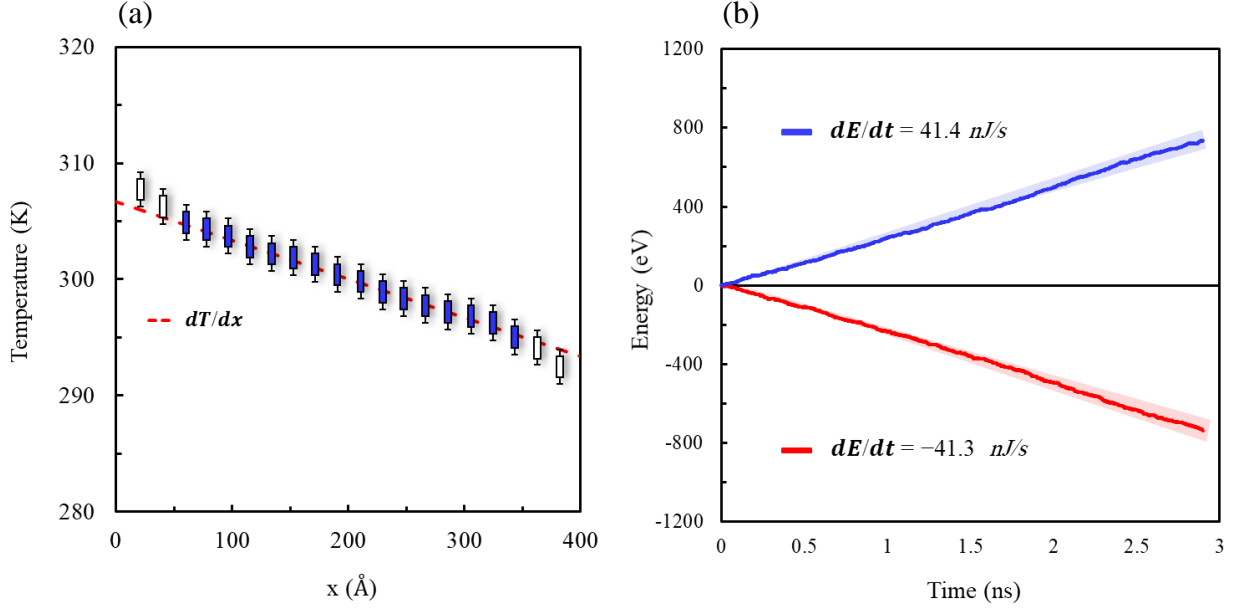 (a)
320
310
300
290
280
Temperature (K)
dT/dx
0
100
200
300
400
x (Å)
(b)
1200
800
400
0
-400
-800
-1200
Energy (eV)
dE/dt = 41.4 nJ/s
dE/dt = −41.3 nJ/s
0
0.5
1
1.5
2
2.5
3
Time (ns)